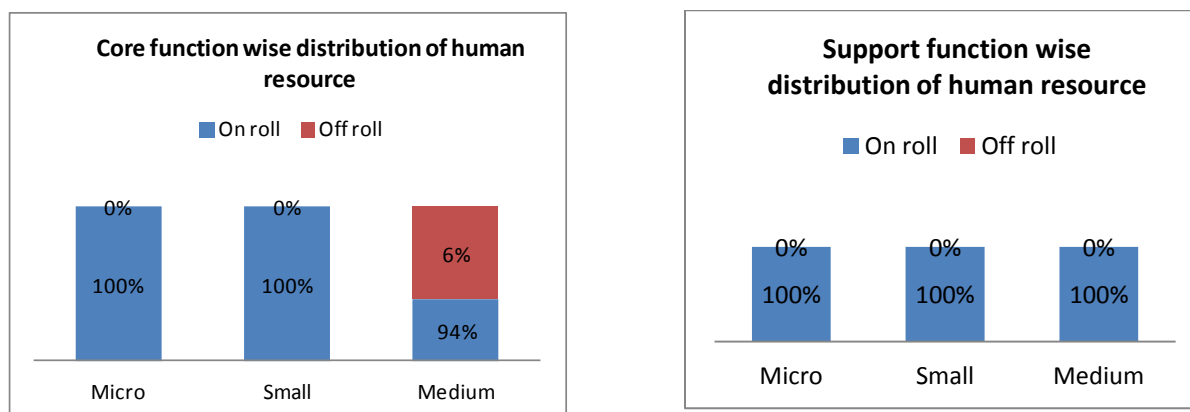 Core function wise distribution of human
resource
On roll Off roll
0% 0%
6%
100% 100%
94%
Micro Small Medium
Support function wise
distribution of human resource
On roll Off roll
0% 0% 0%
100% 100% 100%
Micro Small Medium